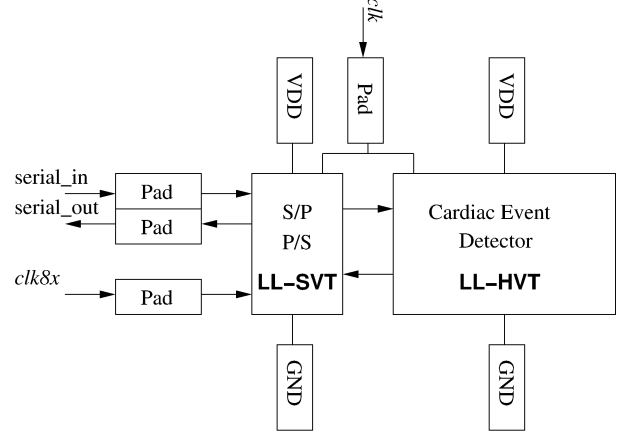 clk
VDD
Pad
VDD
serial_in
Pad
serial_out
Pad
S/P
P/S
LL-SVT
Cardiac Event
Detector
LL-HVT
clk8x
Pad
GND
GND